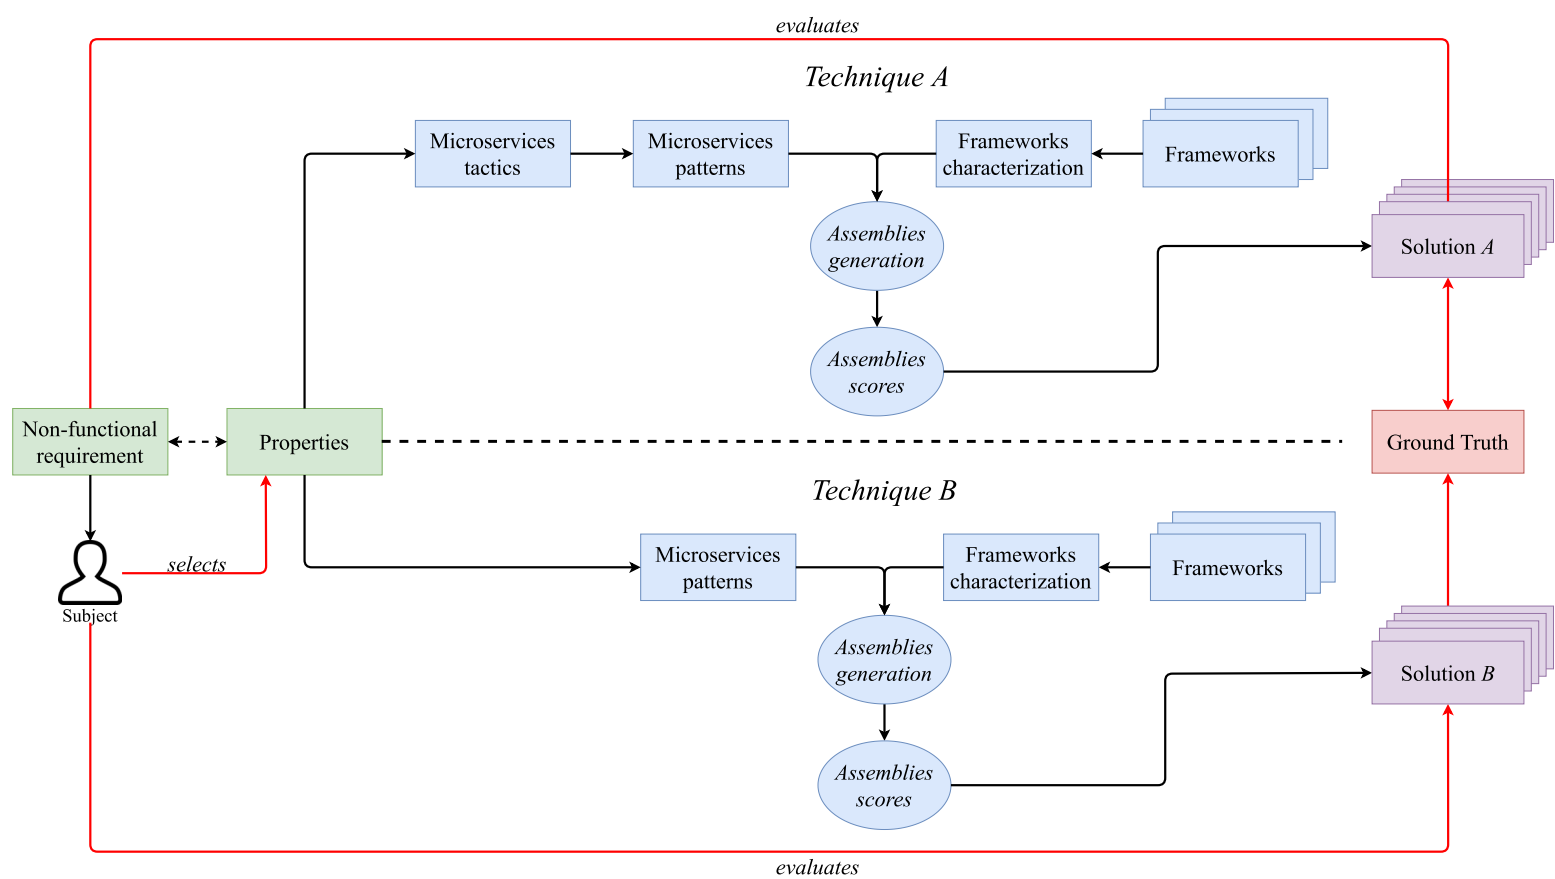 evaluates
Technique A
Microservices
tactics
Microservices
patterns
Frameworks
characterization
Frameworks
Assemblies
generation
Solution A
Assemblies
scores
Non-functional
requirement
Properties
Ground Truth
Technique B
selects
Subject
Microservices
patterns
Frameworks
characterization
Frameworks
Assemblies
generation
Solution B
Assemblies
scores
evaluates